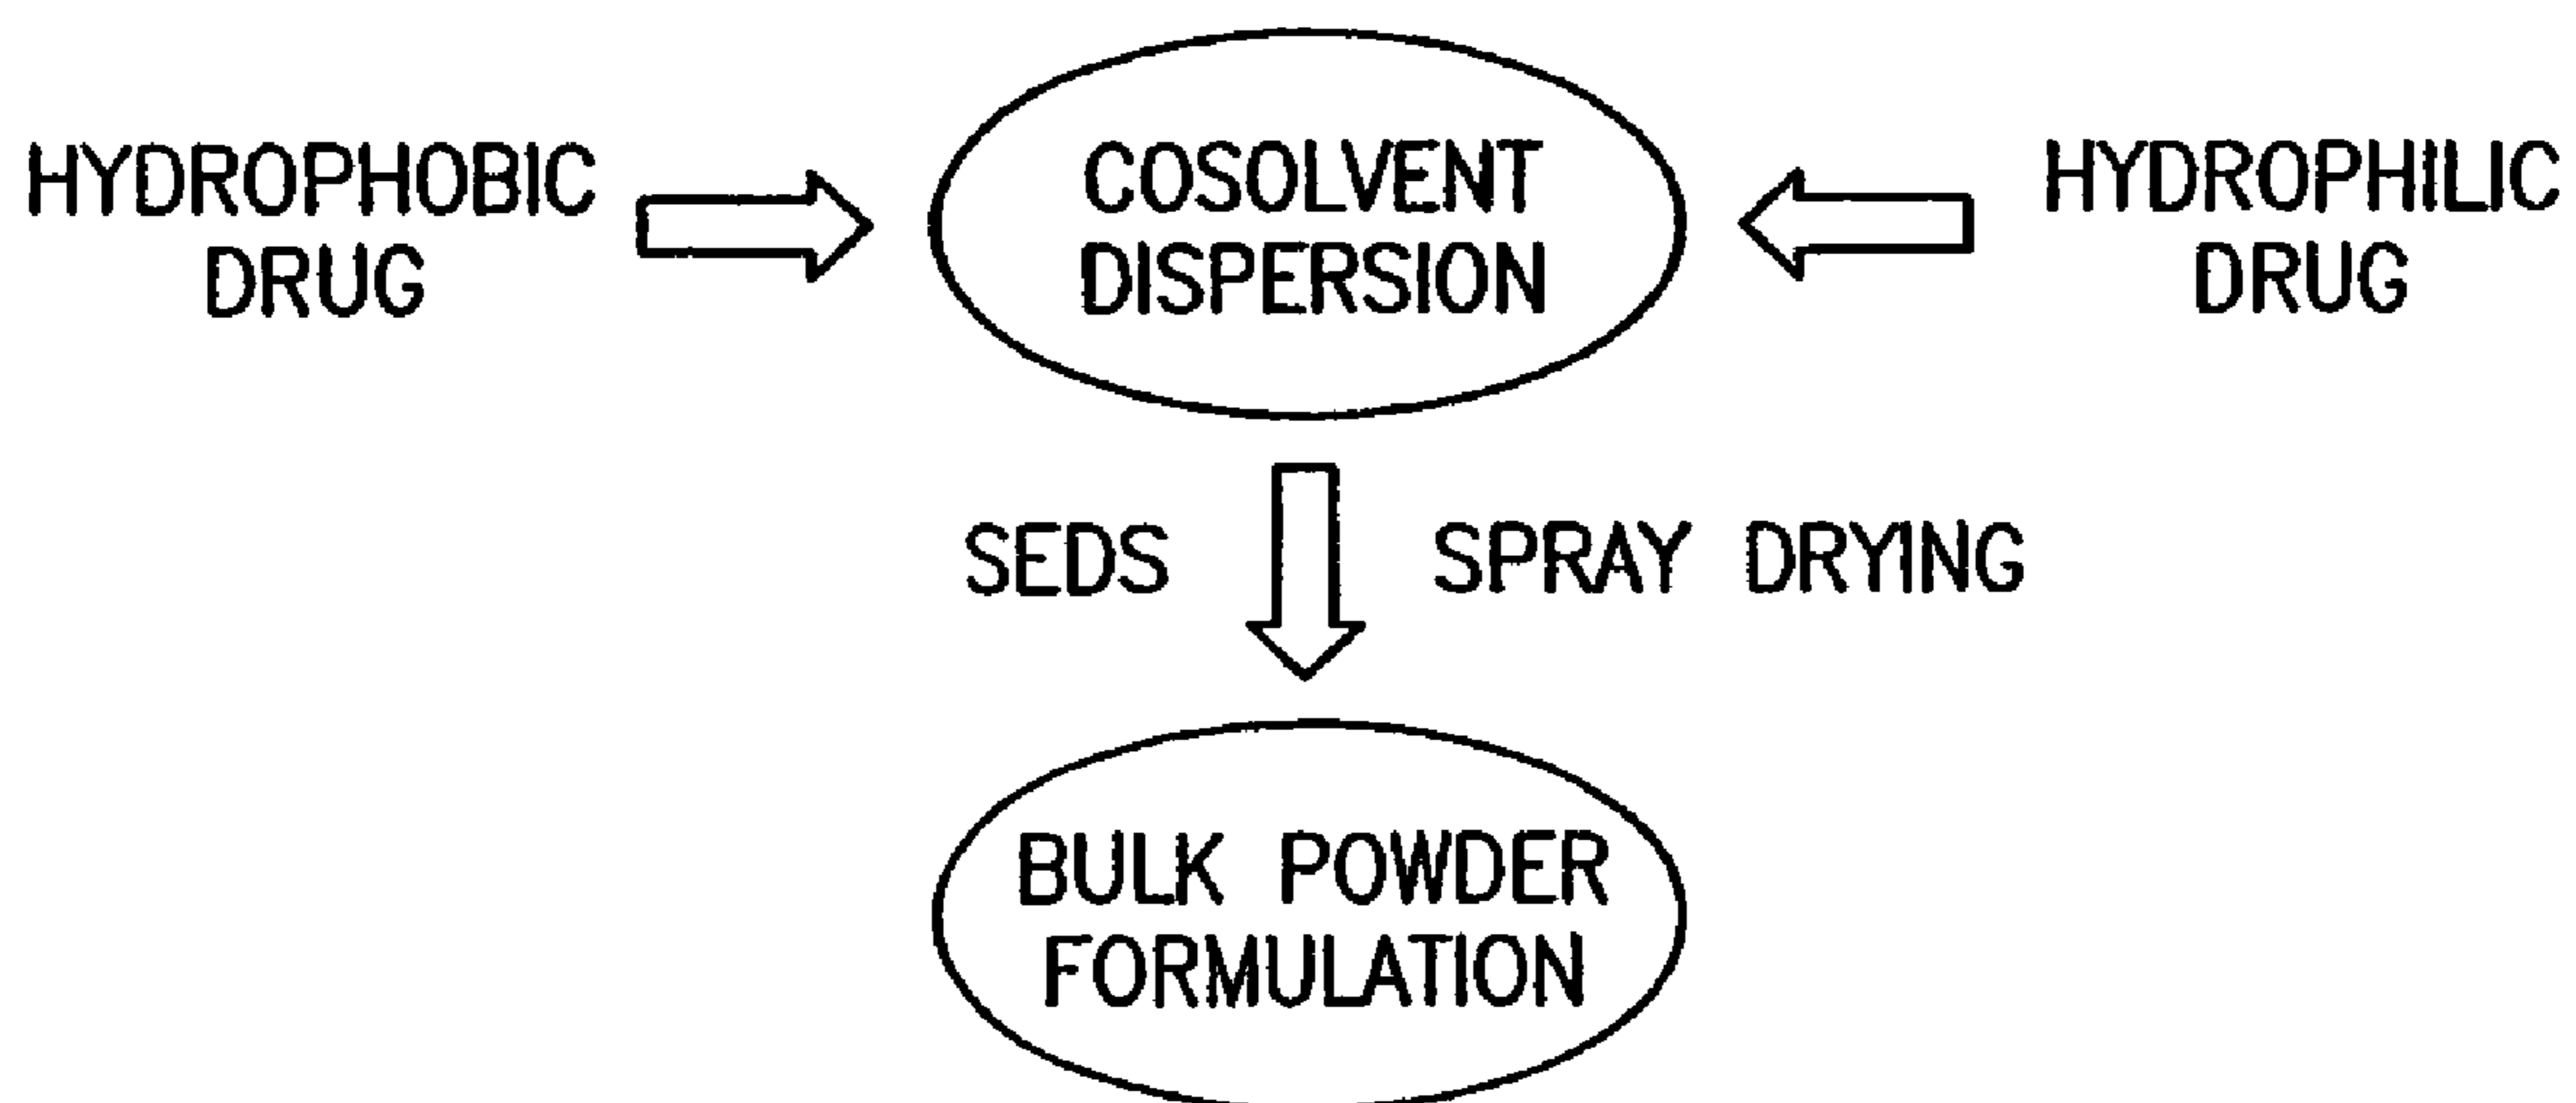 HYDROPHOBIC
DRUG
COSOLVENT
DISPERSION
HYDROPHILIC
DRUG
SEDS
SPRAY DRYING
BULK POWDER
FORMULATION